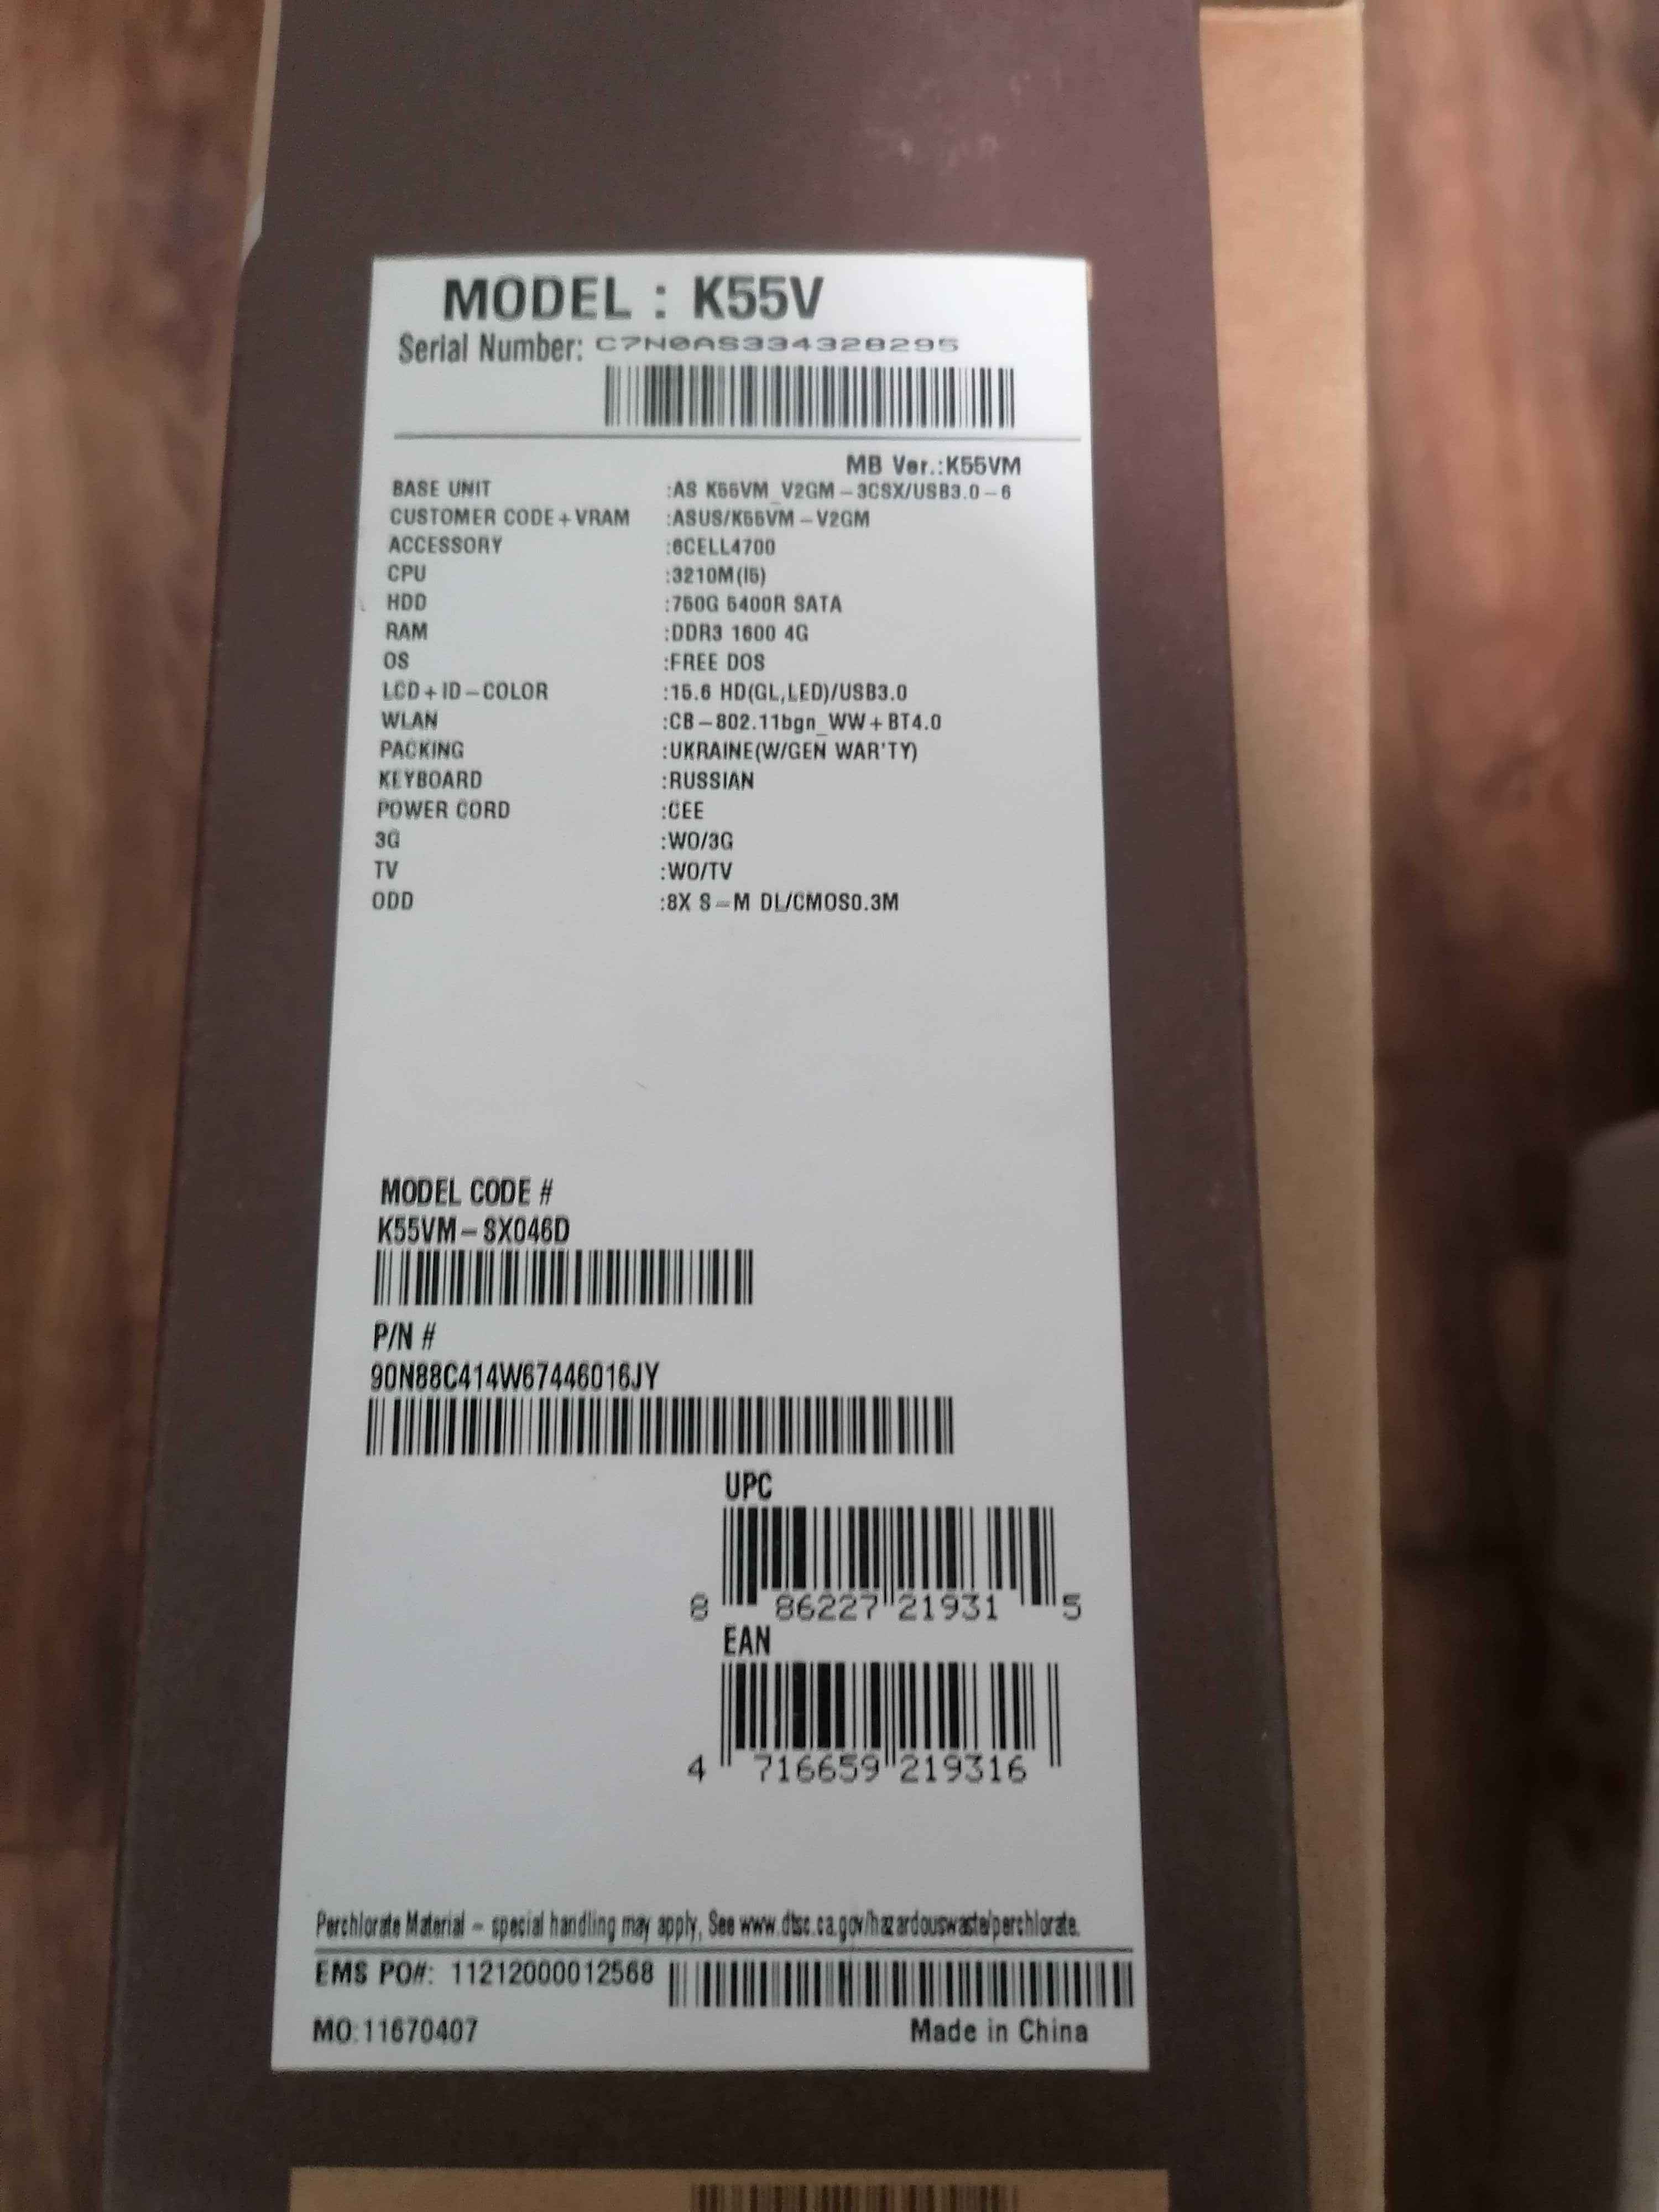 MODEL : K55V
Serial Number: C7N0AS334328295
MB Ver.:K55VM
BASE UNIT :AS K55VM_V2GM-3CSX/USB3.0-6
CUSTOMER CODE+VRAM :ASUS/K55VM-V2GM
ACCESSORY :6CELL4700
CPU :3210M(I5)
HDD :750G 5400R SATA
RAM :DDR3 1600 4G
OS :FREE DOS
LCD+ID-COLOR :15.6 HD(GL,LED)/USB3.0
WLAN :CB-802.11bgn_WW+BT4.0
PACKING :UKRAINE(W/GEN WAR'TY)
KEYBOARD :RUSSIAN
POWER CORD :CEE
3G :WO/3G
TV :WO/TV
ODD :8X S-M DL/CMOS0.3M
MODEL CODE #
K55VM-SX046D
P/N #
90N88C414W67446016JY
UPC
8 86227 21931 5
EAN
4 716659 219316
Perchlorate Material - special handling may apply, See www.dtsc.ca.gov/hazardouswaste/perchlorate.
EMS PO#: 11212000012568
MO:11670407 Made in China